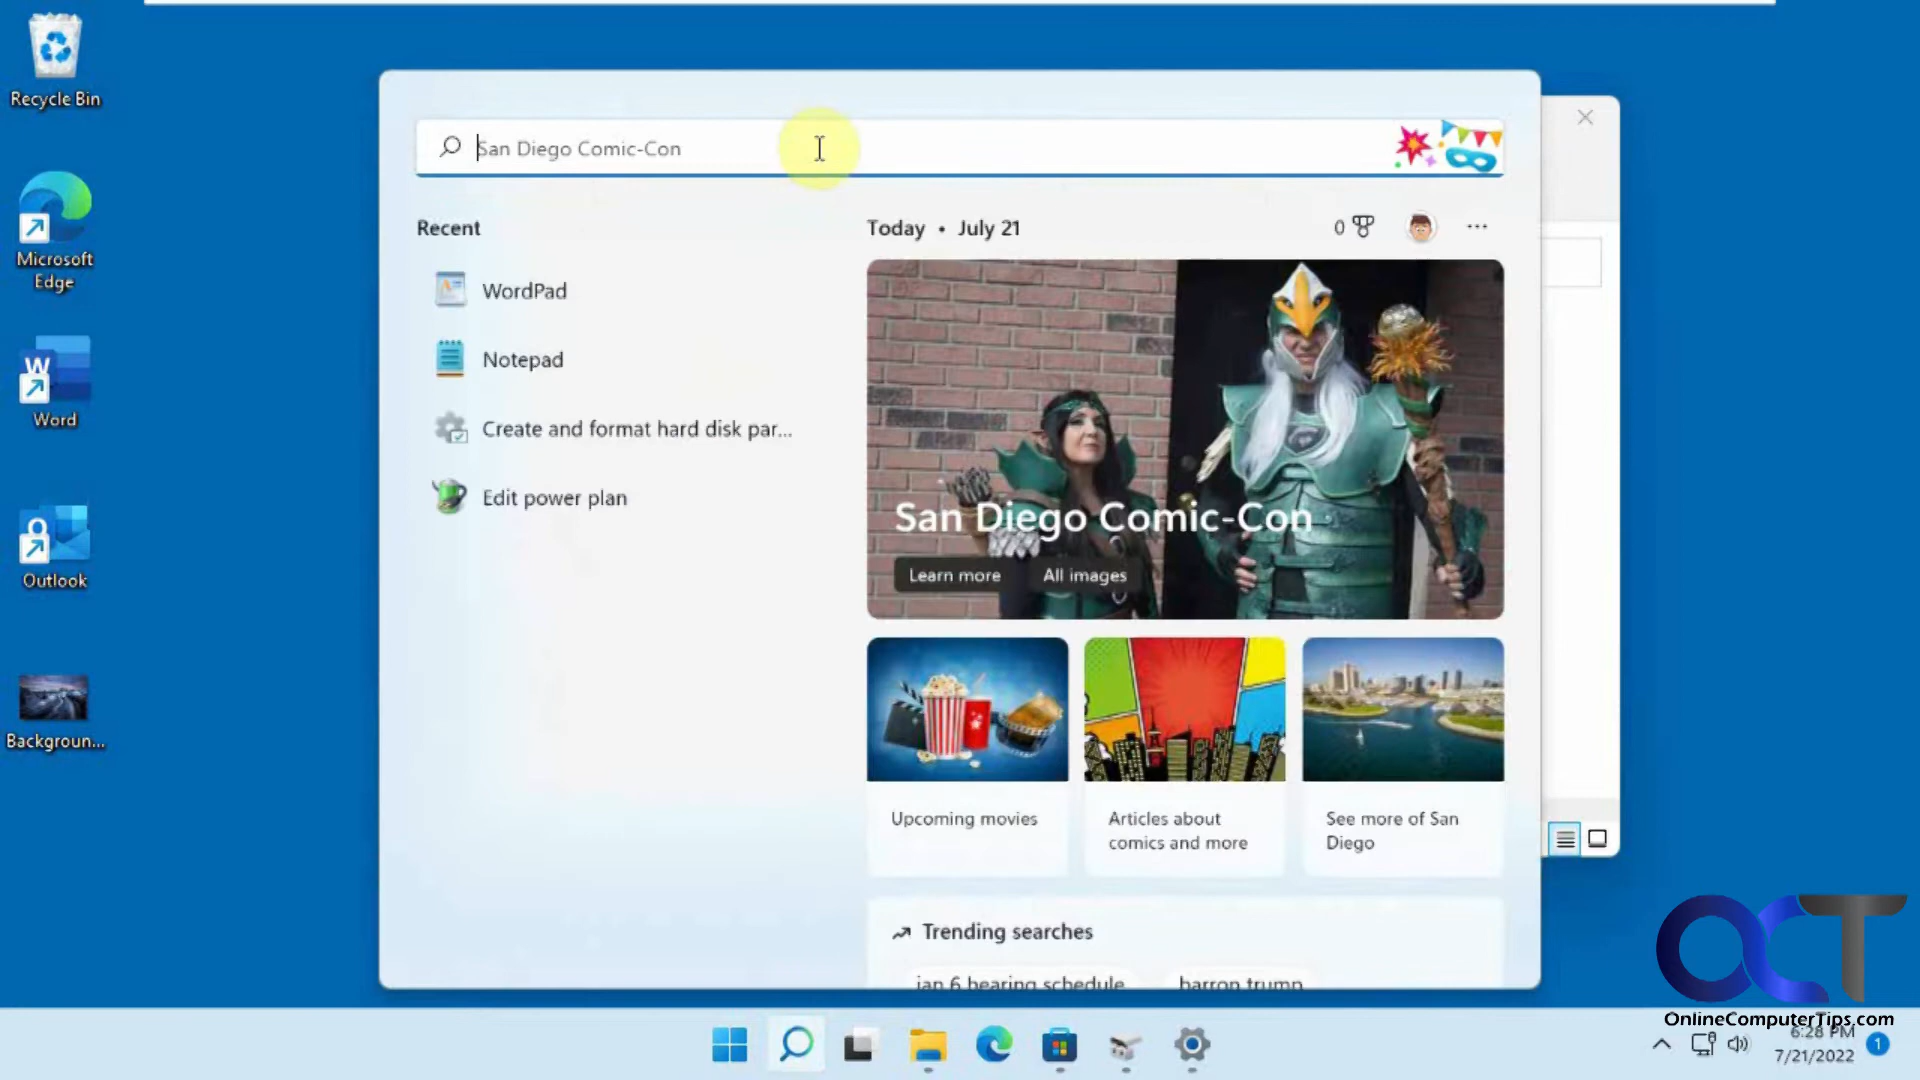 Recycle Bin
Microsoft
Edge
Word
Outlook
Backgroun...
San Diego Comic-Con
Recent
WordPad
Notepad
Create and format hard disk par...
Edit power plan
Today • July 21
0
San Diego Comic-Con
Learn more
All images
Upcoming movies
Articles about
comics and more
See more of San
Diego
Trending searches
jan 6 hearing schedule
barron trump
OCT
OnlineComputerTips.com
6:28 PM
7/21/2022
1